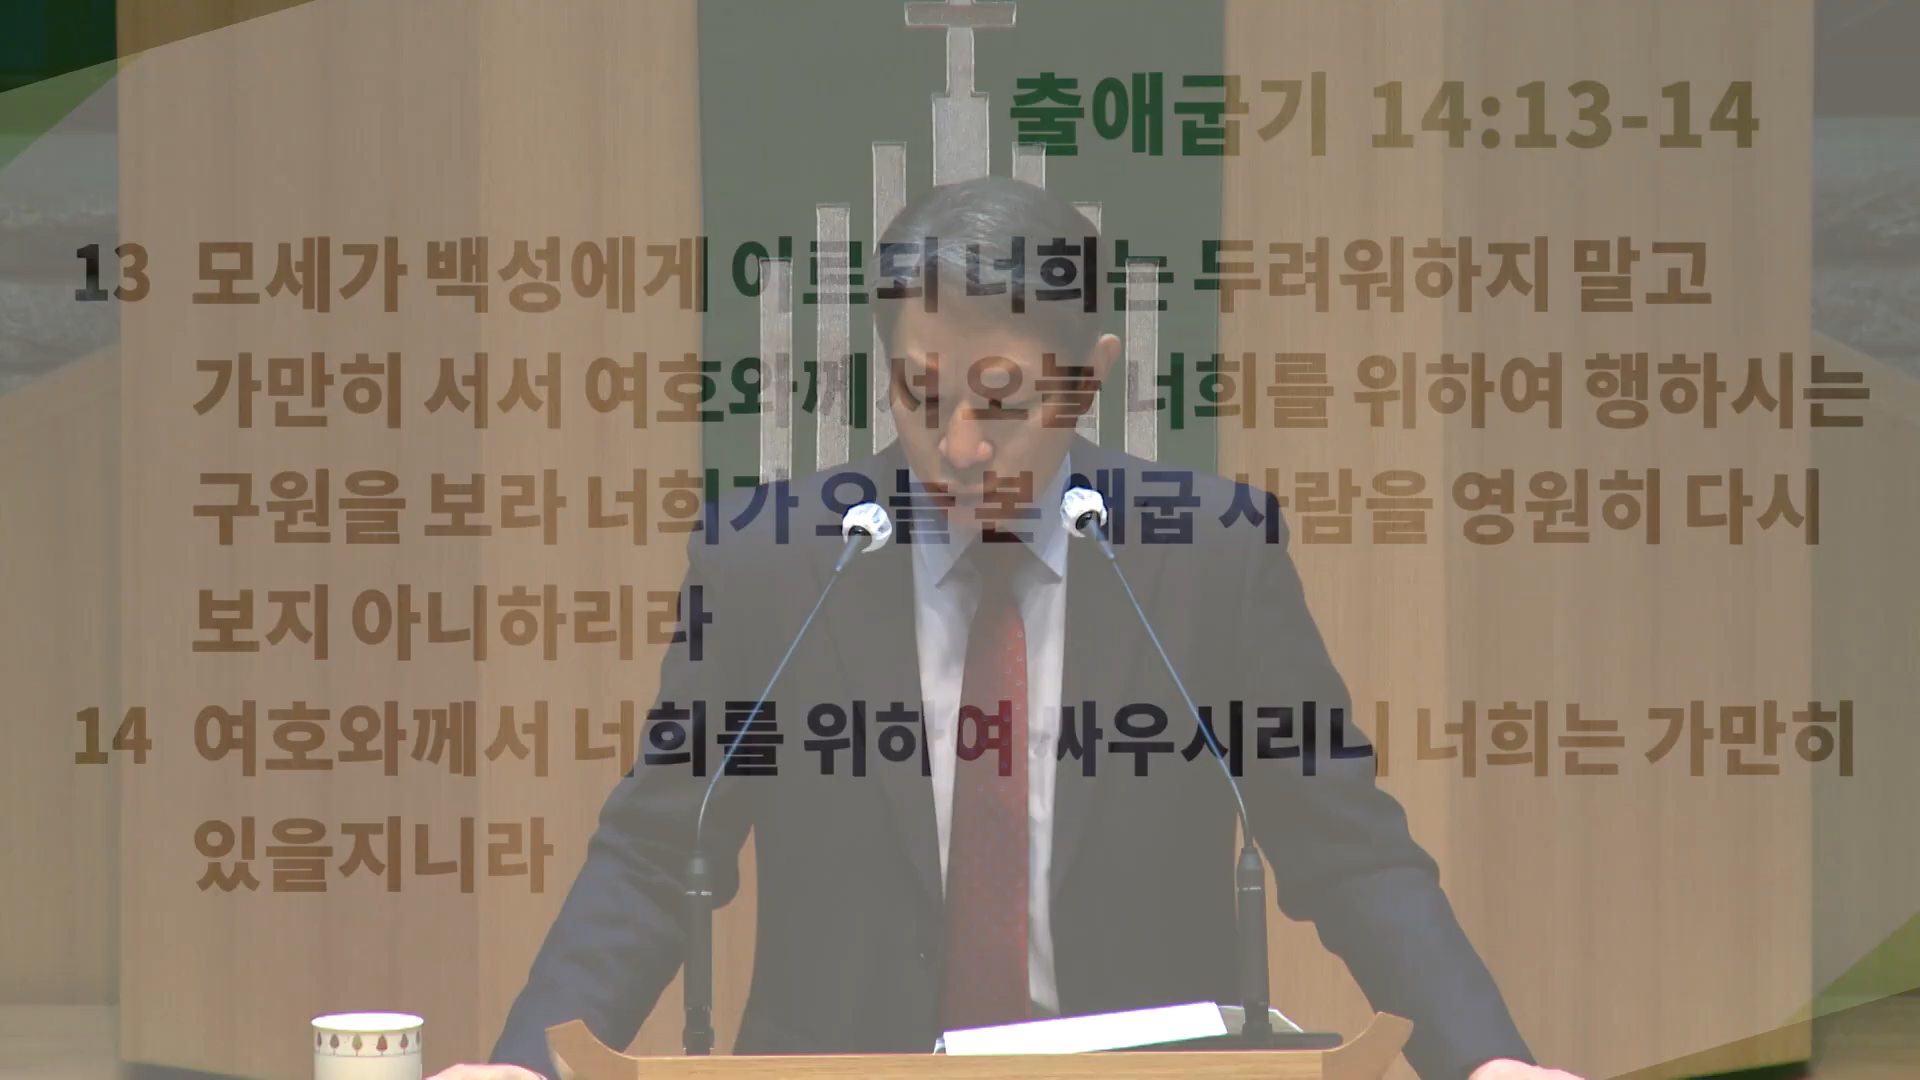 출애굽기 14:13-14
13 모세가 백성에게 이르되 너희는 두려워하지 말고
가만히 서서 여호와께서 오늘 너희를 위하여 행하시는
구원을 보라 너희가 오늘 본 애굽 사람을 영원히 다시
보지 아니하리라
14 여호와께서 너희를 위하여 싸우시리니 너희는 가만히
있을지니라